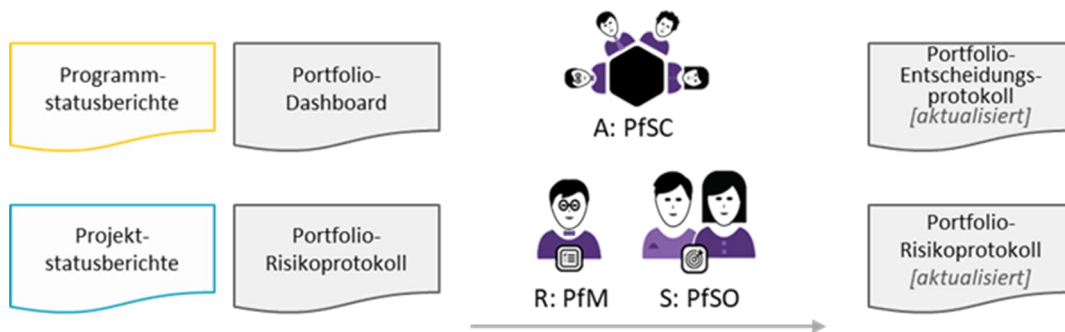 Programm-
statusberichte
Portfolio-
Dashboard
A: PfSC
Portfolio-
Entscheidungs-
protokoll
[aktualisiert]
Projekt-
statusberichte
Portfolio-
Risikoprotokoll
R: PfM
S: PfSO
Portfolio-
Risikoprotokoll
[aktualisiert]